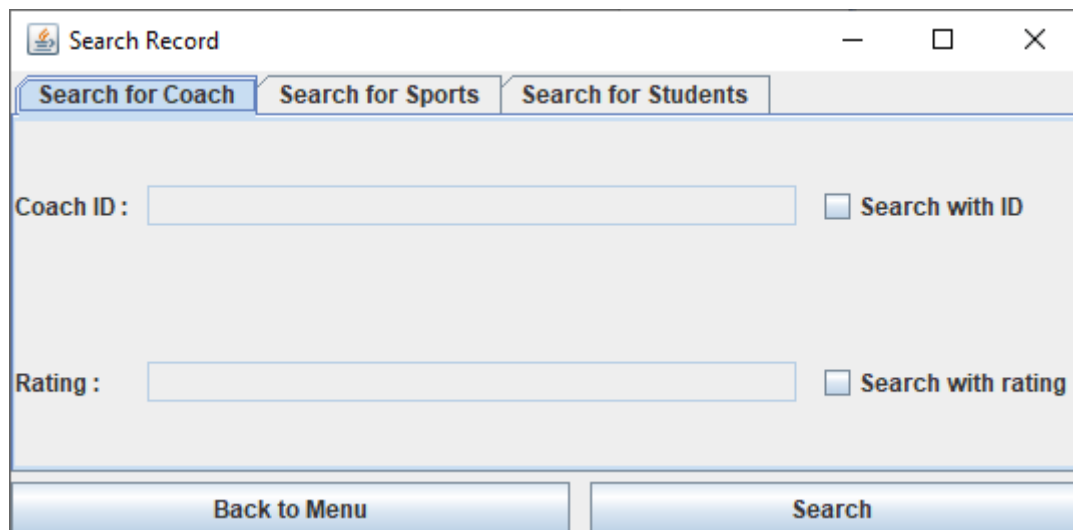 Search Record
Search for Coach Search for Sports Search for Students
Coach ID : Search with ID
Rating : Search with rating
Back to Menu Search